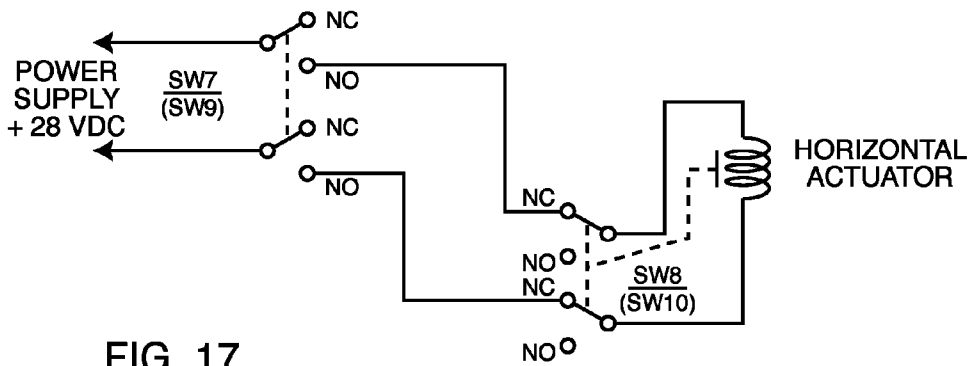 NC
POWER
SUPPLY
+ 28 VDC
SW7
(SW9)
NO
NC
NO
HORIZONTAL
ACTUATOR
NC
NO
NC
SW8
(SW10)
NO
FIG. 17